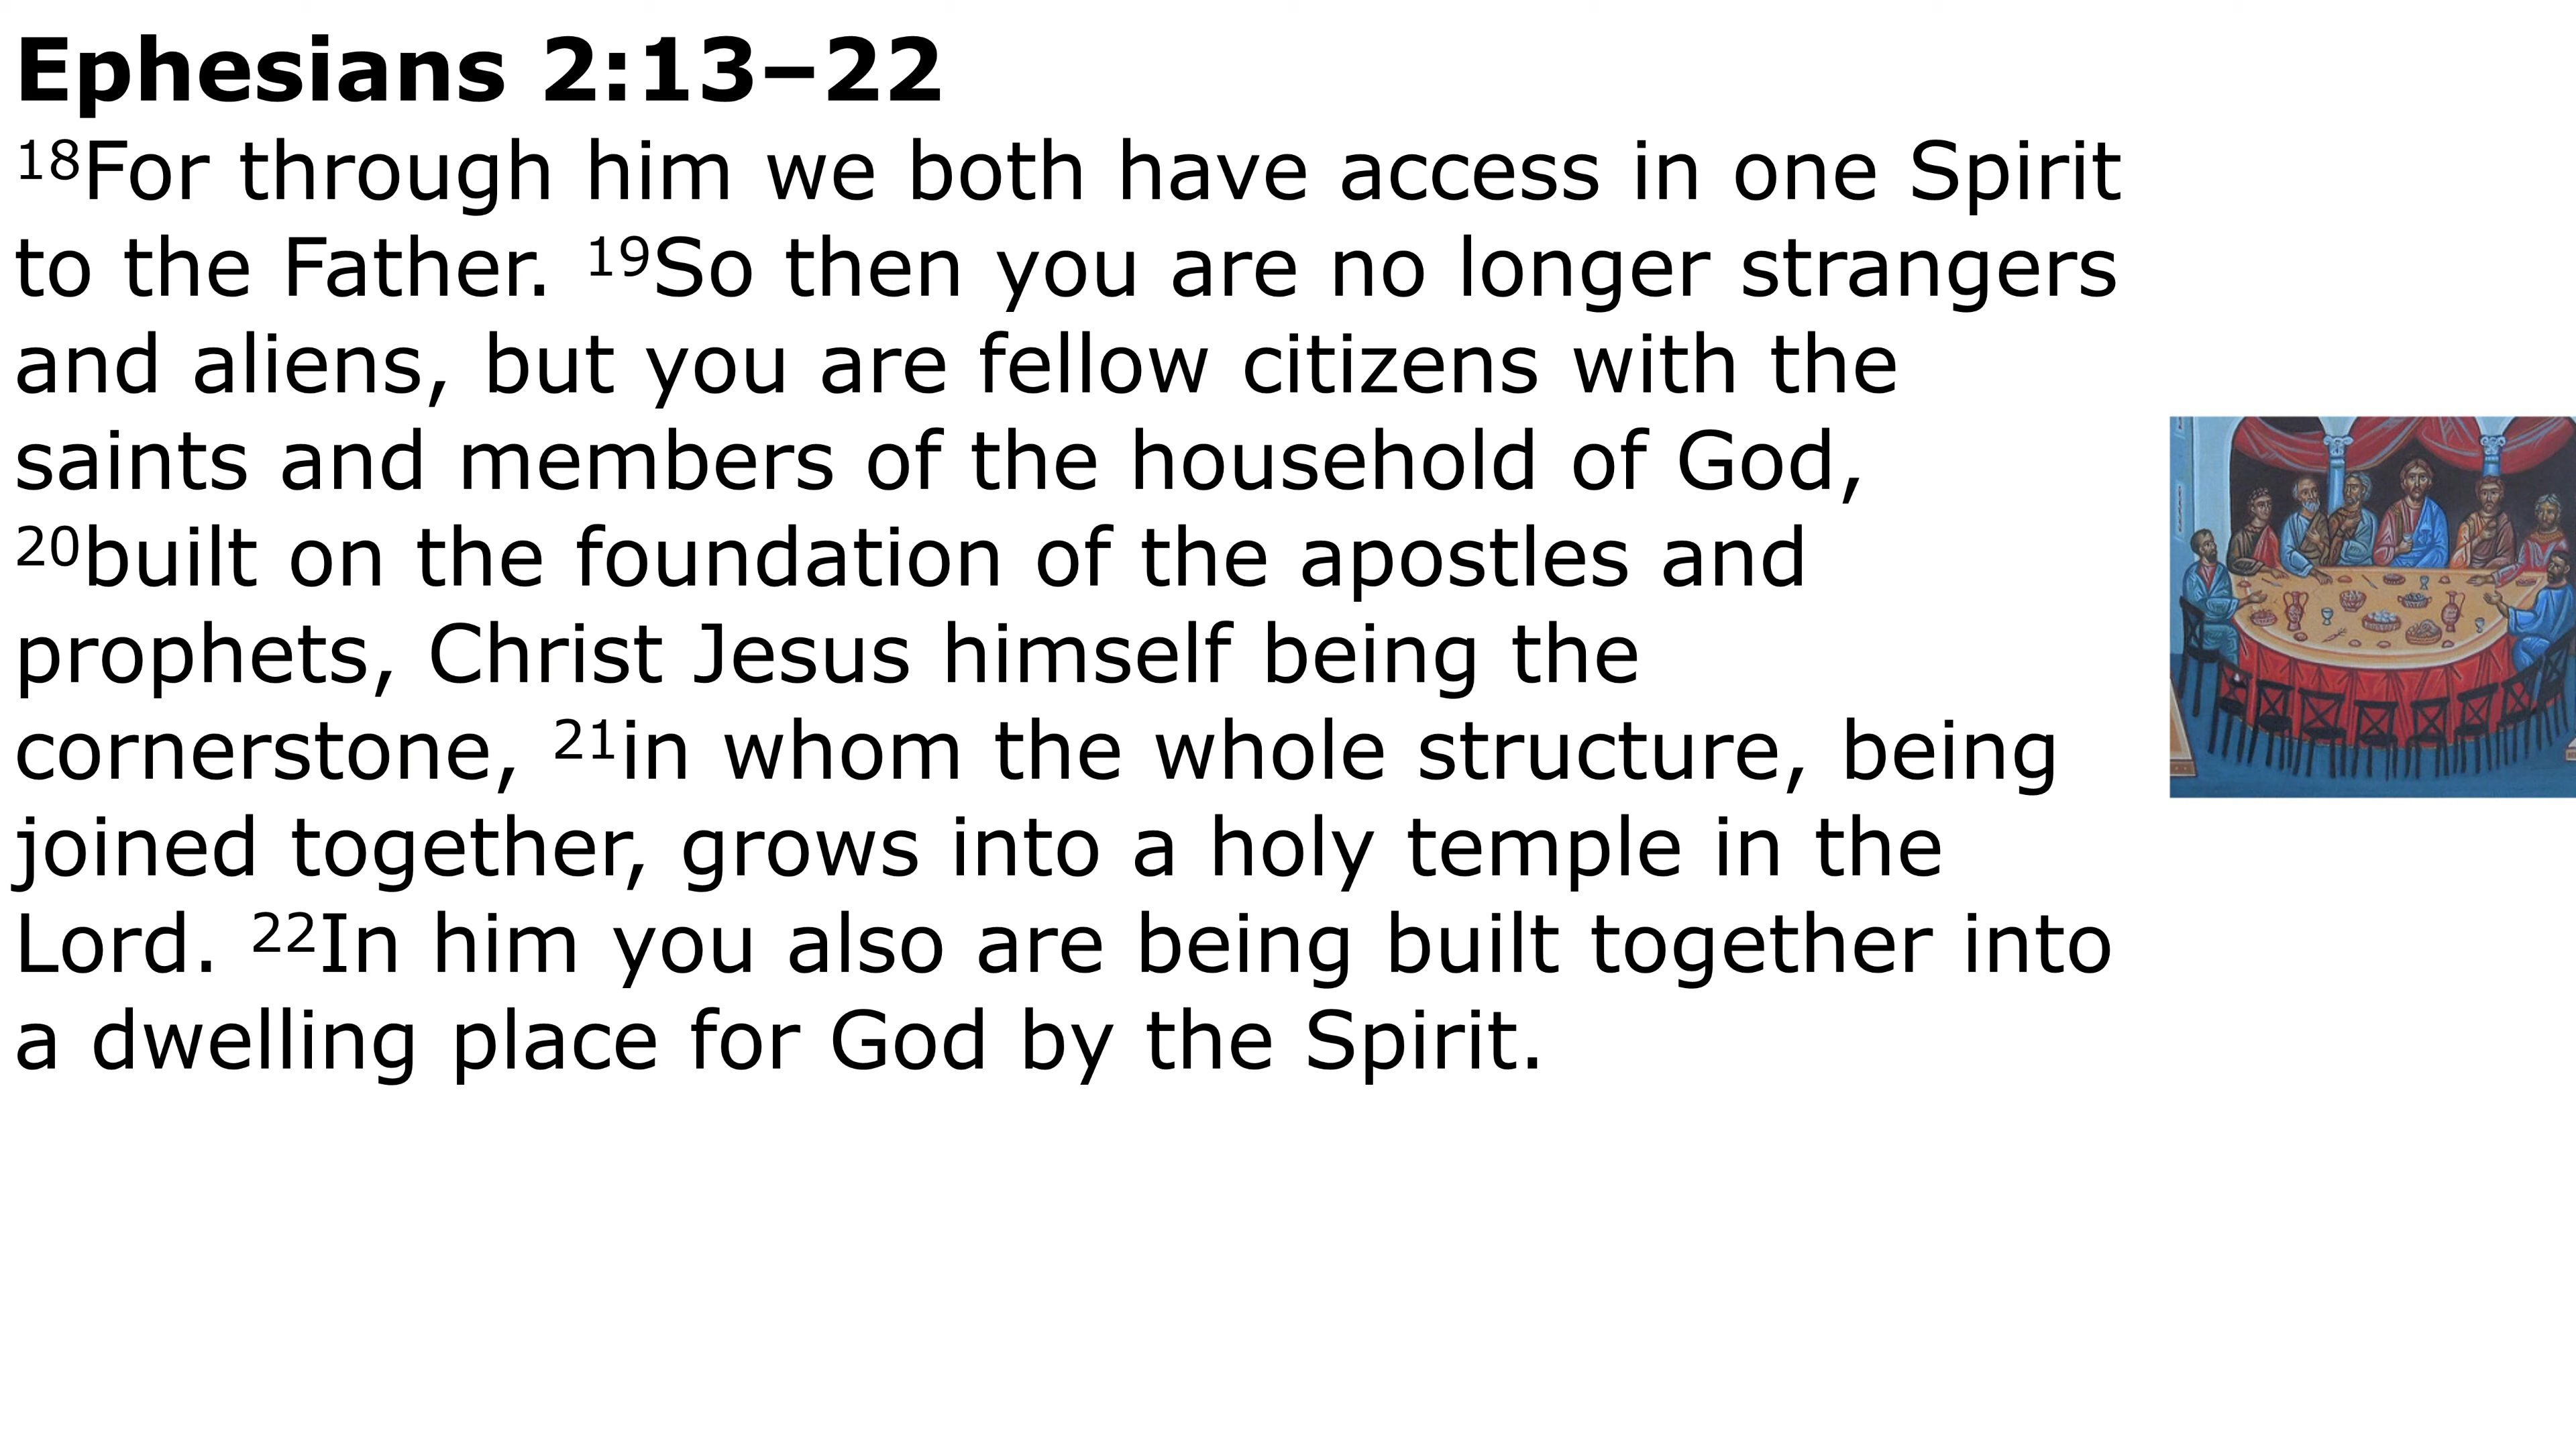 Ephesians 2:13–22
18For through him we both have access in one Spirit
to the Father. 19So then you are no longer strangers
and aliens, but you are fellow citizens with the
saints and members of the household of God,
20built on the foundation of the apostles and
prophets, Christ Jesus himself being the
cornerstone, 21in whom the whole structure, being
joined together, grows into a holy temple in the
Lord. 22In him you also are being built together into
a dwelling place for God by the Spirit.